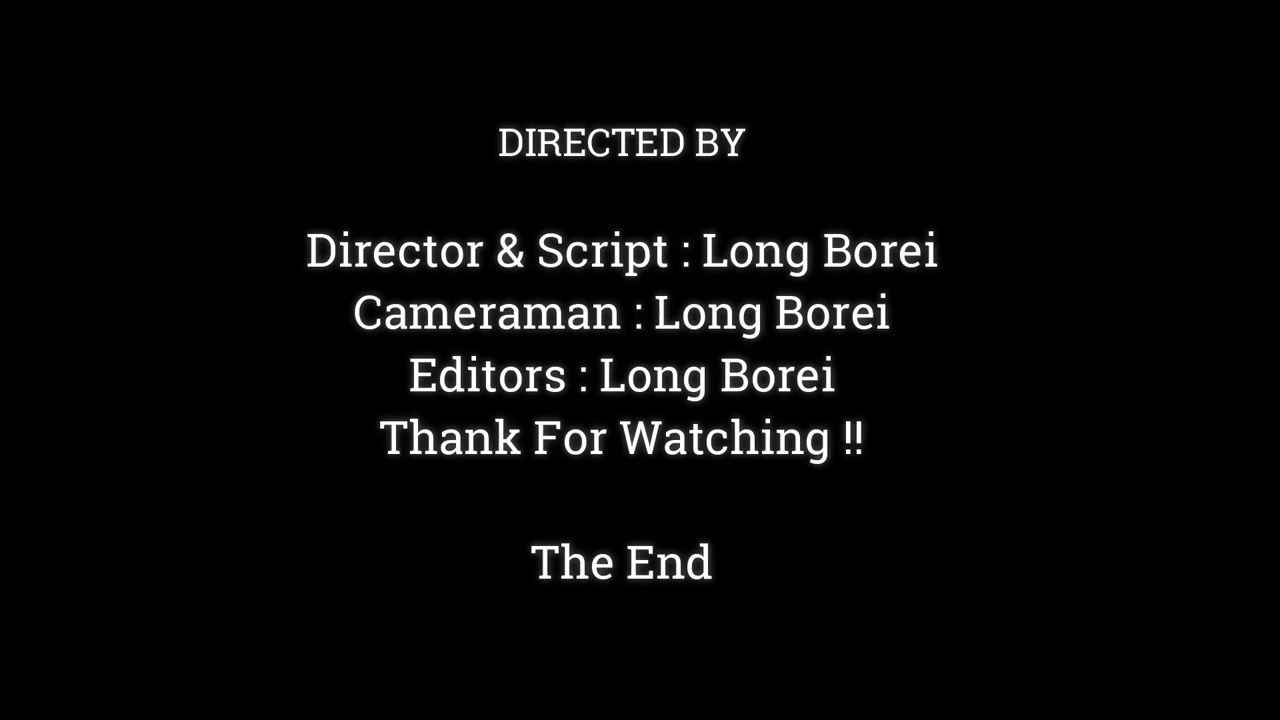 DIRECTED BY
Director & Script : Long Borei
Cameraman : Long Borei
Editors : Long Borei
Thank For Watching !!
The End